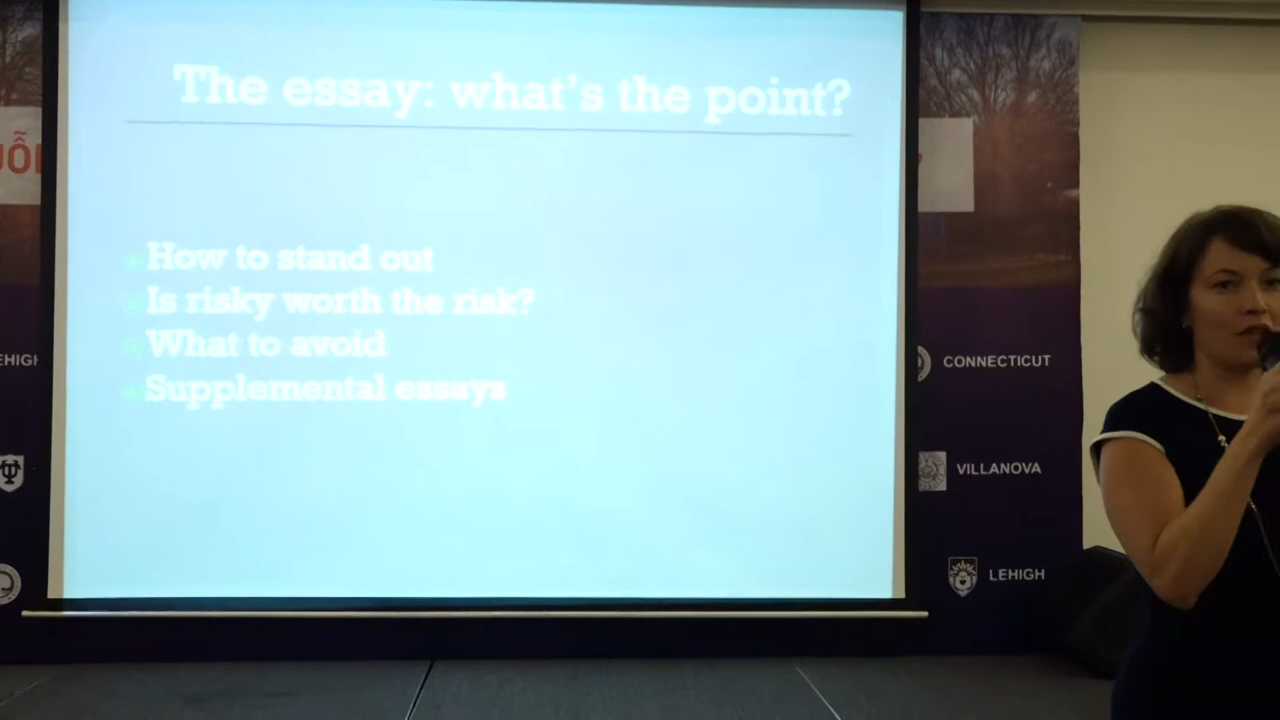 The essay: what's the point?
How to stand out
Is risky worth the risk?
What to avoid
Supplemental essays
CONNECTICUT
VILLANOVA
LEHIGH